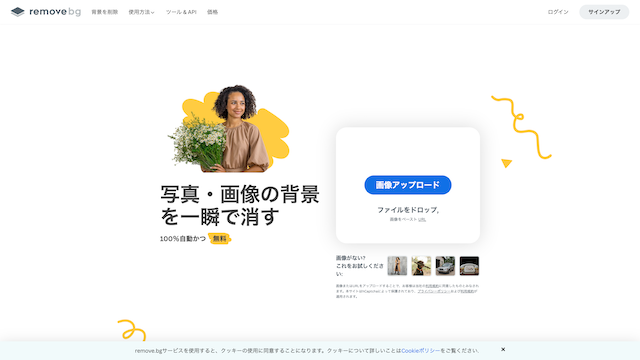 remove bg 背景を削除 使用方法 ツール & API 価格 ログイン サインアップ
写真・画像の背景
を一瞬で消す
100%自動かつ 無料
画像アップロード
ファイルをドロップ,
画像をペースト URL
画像がない?
これをお試しくださ
い:
remove.bgサービスを使用すると、クッキーの使用に同意することになります。クッキーについて詳しいことはCookieポリシーをご覧ください.